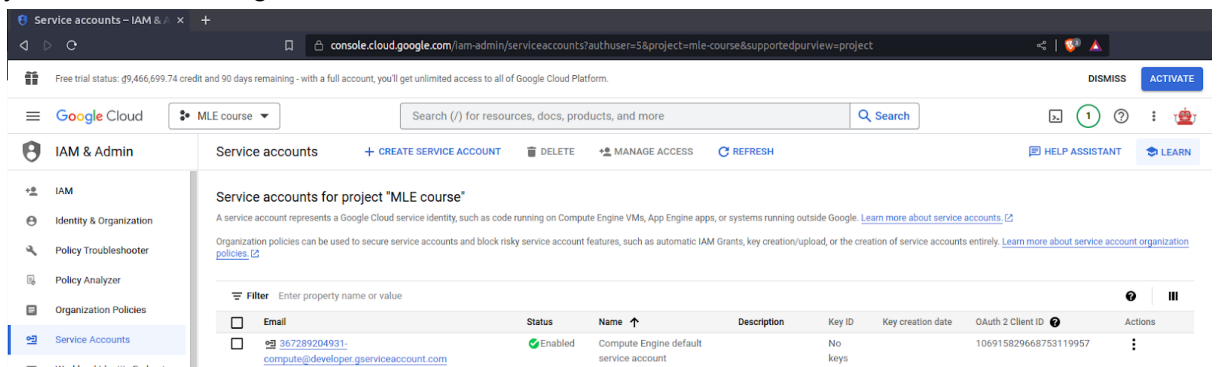 Service accounts – IAM & A
console.cloud.google.com/iam-admin/serviceaccounts?authuser=5&project=mle-course&supportedpurview=project
Free trial status: ₫9,466,699.74 credit and 90 days remaining - with a full account, you'll get unlimited access to all of Google Cloud Platform.
DISMISS
ACTIVATE
Google Cloud
MLE course
Search (/) for resources, docs, products, and more
Search
1
IAM & Admin
Service accounts
+ CREATE SERVICE ACCOUNT
DELETE
MANAGE ACCESS
REFRESH
HELP ASSISTANT
LEARN
IAM
Identity & Organization
Policy Troubleshooter
Policy Analyzer
Organization Policies
Service Accounts
Service accounts for project "MLE course"
A service account represents a Google Cloud service identity, such as code running on Compute Engine VMs, App Engine apps, or systems running outside Google. Learn more about service accounts.
Organization policies can be used to secure service accounts and block risky service account features, such as automatic IAM Grants, key creation/upload, or the creation of service accounts entirely. Learn more about service account organization
policies.
Filter Enter property name or value
Email Status Name Description Key ID Key creation date OAuth 2 Client ID Actions
367289204931- Enabled Compute Engine default No 106915829668753119957
compute@developer.gserviceaccount.com service account keys